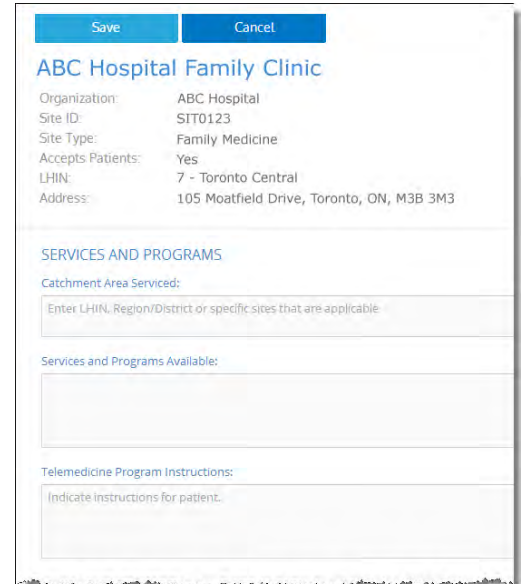 Save Cancel
ABC Hospital Family Clinic
Organization: ABC Hospital
Site ID: SIT0123
Site Type: Family Medicine
Accepts Patients: Yes
LHIN: 7 - Toronto Central
Address: 105 Moatfield Drive, Toronto, ON, M3B 3M3
SERVICES AND PROGRAMS
Catchment Area Serviced:
Enter LHIN, Region/District or specific sites that are applicable
Services and Programs Available:
Telemedicine Program Instructions:
Indicate instructions for patient.